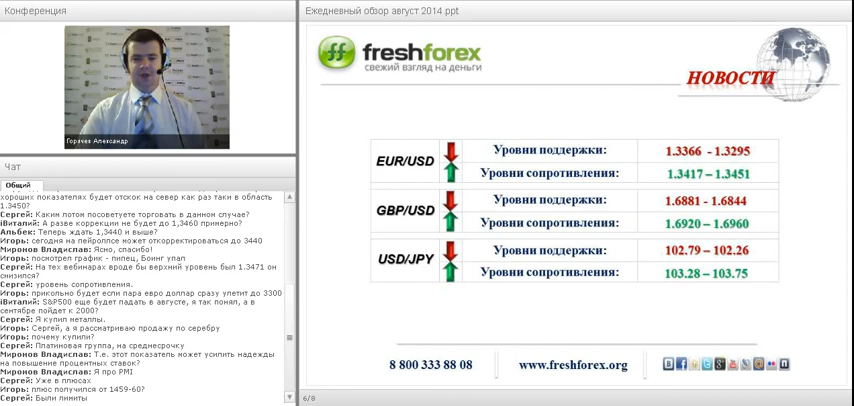 Конференция
Горачев Александр
Чат
Общий
хороших показателей будет отскок на север как раз таки в область
1.3450?
Сергей: Каким лотом посоветуете торговать в данном случае?
iВиталий: А разве коррекции не будет до 1,3460 примерно?
Альбек: Теперь ждать 1,3440 и выше?
Игорь: сегодня на пейроллсе может откорректироваться до 3440
Миронов Владислав: Ясно, спасибо!
Игорь: посмотрел график - пипец, Боинг упал
Сергей: На тех вебинарах вроде бы верхний уровень был 1.3471 он
снизился?
Сергей: уровень сопротивления.
Игорь: прикольно будет если пара евро доллар сразу улетит до 3300
iВиталий: S&P500 еще будет падать в августе, я так понял, а в
сентябре пойдет к 2000?
Сергей: Я купил металлы.
Игорь: Сергей, а я рассматриваю продажу по серебру
Игорь: почему купили?
Сергей: Платиновая группа, на среднесрочку
Миронов Владислав: Т.е. этот показатель может усилить надежды
на повышение процентных ставок?
Миронов Владислав: Я про PMI
Сергей: Уже в плюсах
Игорь: плюс получился от 1459-60?
Сергей: Были лимиты
Ежедневный обзор август 2014.ppt
ff freshforex
свежий взгляд на деньги
НОВОСТИ
EUR/USD
Уровни поддержки: 1.3366 - 1.3295
Уровни сопротивления: 1.3417 – 1.3451
GBP/USD
Уровни поддержки: 1.6881 - 1.6844
Уровни сопротивления: 1.6920 – 1.6960
USD/JPY
Уровни поддержки: 102.79 – 102.26
Уровни сопротивления: 103.28 – 103.75
8 800 333 88 08
www.freshforex.org
6/8